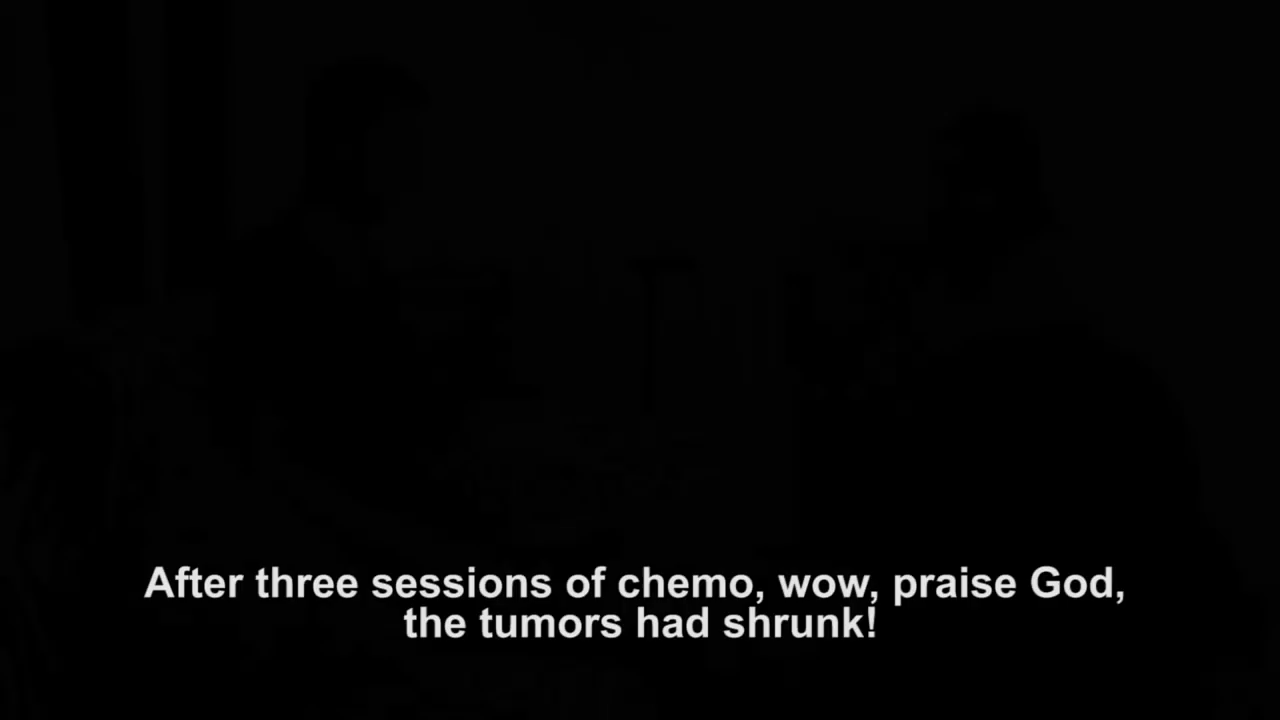 After three sessions of chemo, wow, praise God,
the tumors had shrunk!